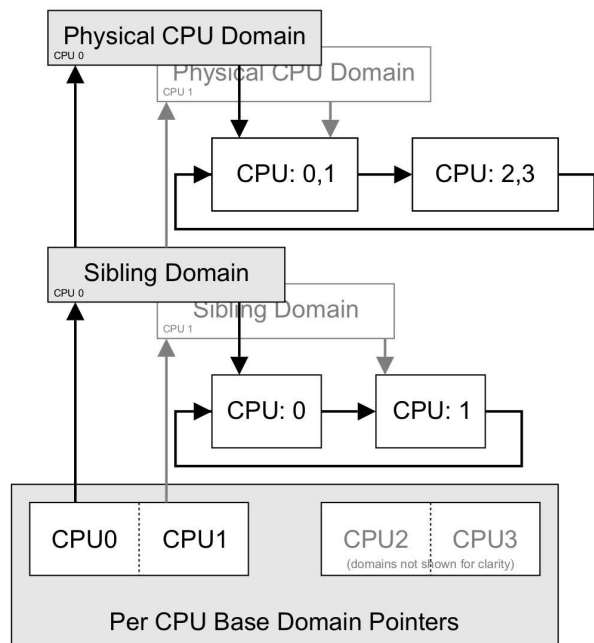 Physical CPU Domain
CPU 0
Physical CPU Domain
CPU 1
CPU: 0,1
CPU: 2,3
Sibling Domain
CPU 0
Sibling Domain
CPU 1
CPU: 0
CPU: 1
CPU0
CPU1
CPU2
CPU3
(domains not shown for clarity)
Per CPU Base Domain Pointers